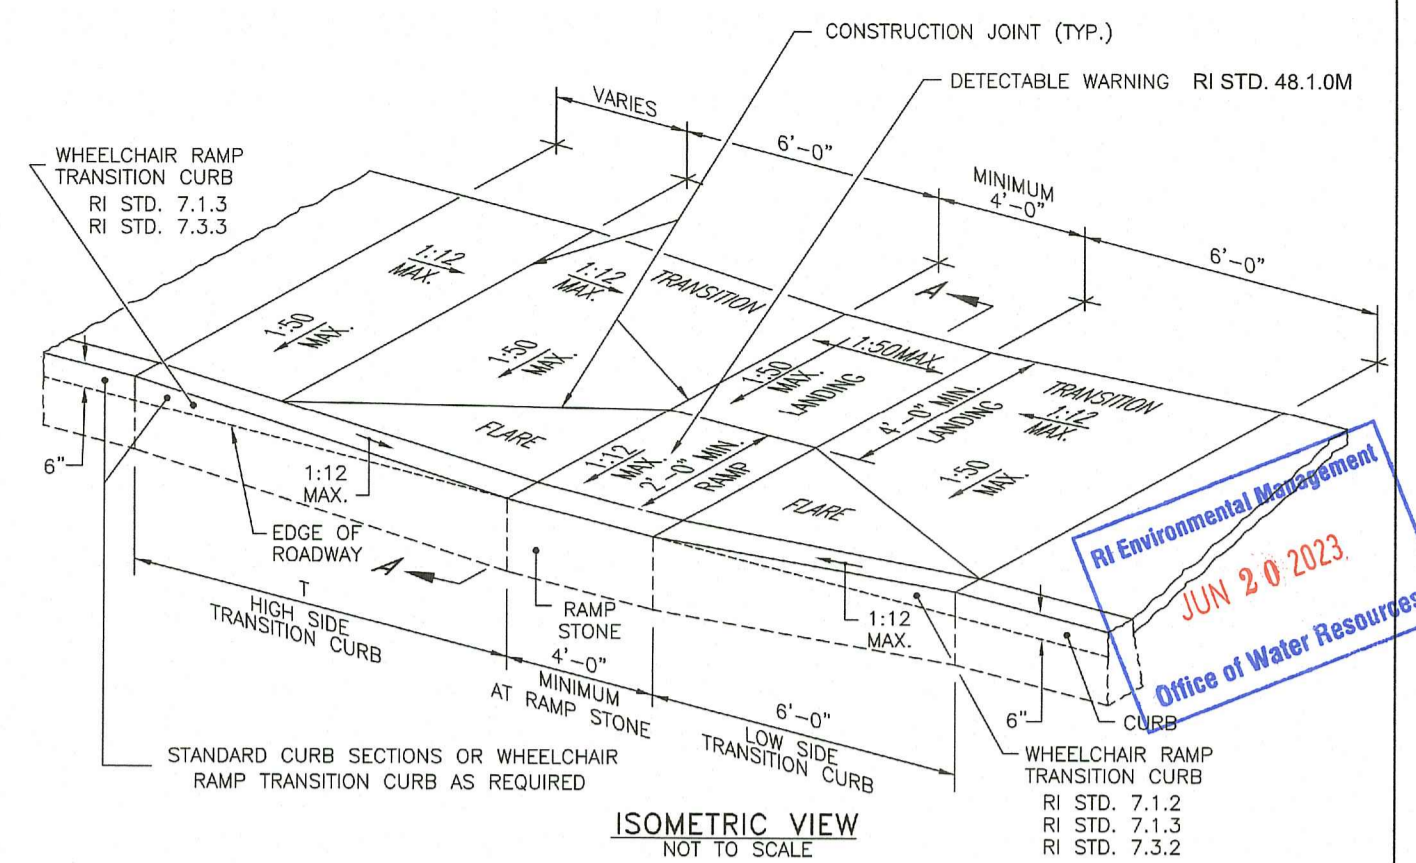 CONSTRUCTION JOINT (TYP.)
DETECTABLE WARNING RI STD. 48.1.0M
VARIES
6'-0"
MINIMUM
4'-0"
6'-0"
WHEELCHAIR RAMP
TRANSITION CURB
RI STD. 7.1.3
RI STD. 7.3.3
1:12
MAX.
1:50
MAX.
1:12
MAX.
TRANSITION
1:50
MAX.
A
1:50MAX.
1:50
MAX.
LANDING
4'-0" MIN.
LANDING
TRANSITION
1:12
MAX.
1:50
MAX.
FLARE
1:12
MAX.
2'-0" MIN.
RAMP
FLARE
6"
1:12
MAX.
EDGE OF
ROADWAY
A
T
HIGH SIDE
TRANSITION CURB
RAMP
STONE
4'-0"
MINIMUM
AT RAMP STONE
6'-0"
LOW SIDE
TRANSITION CURB
1:12
MAX.
6"
CURB
RI Environmental Management
JUN 20 2023
Office of Water Resources
STANDARD CURB SECTIONS OR WHEELCHAIR
RAMP TRANSITION CURB AS REQUIRED
WHEELCHAIR RAMP
TRANSITION CURB
RI STD. 7.1.2
RI STD. 7.1.3
RI STD. 7.3.2
ISOMETRIC VIEW
NOT TO SCALE